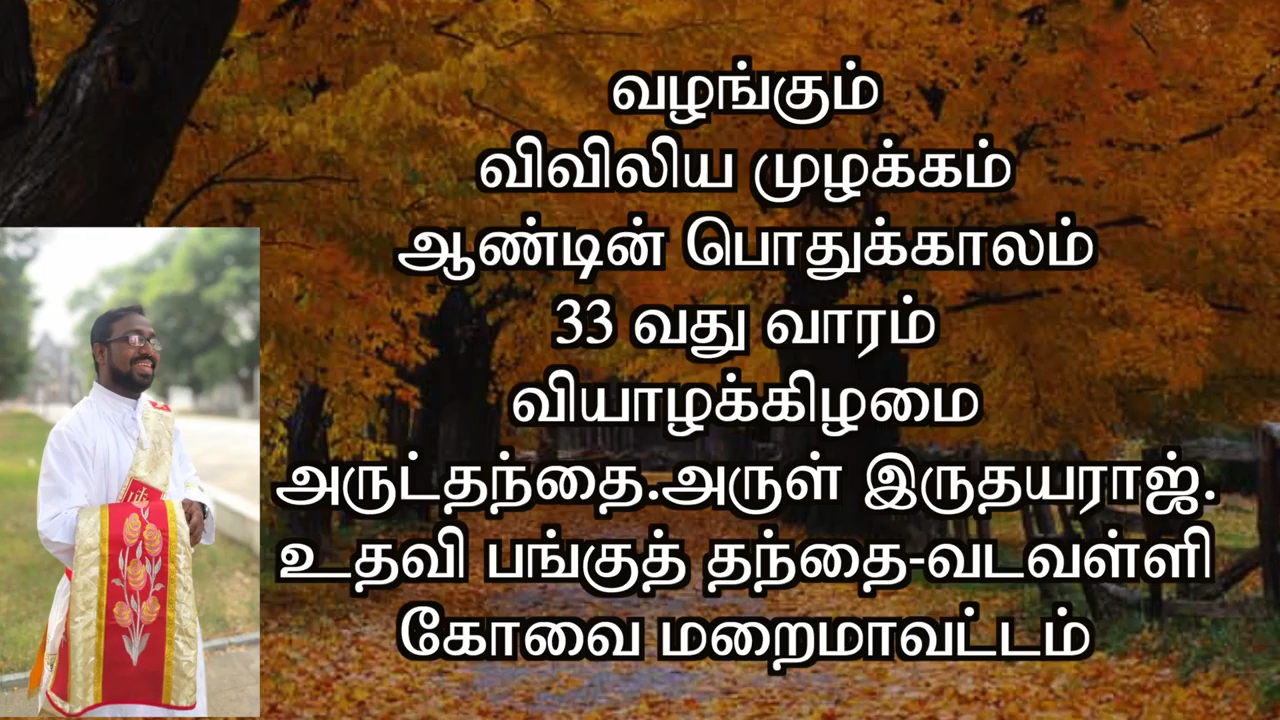 வழங்கும்
விவிலிய முழக்கம்
ஆண்டின் பொதுக்காலம்
33 வது வாரம்
வியாழக்கிழமை
அருட்தந்தை.அருள் இருதயராஜ்.
உதவி பங்குத் தந்தை-வடவள்ளி
கோவை மறைமாவட்டம்